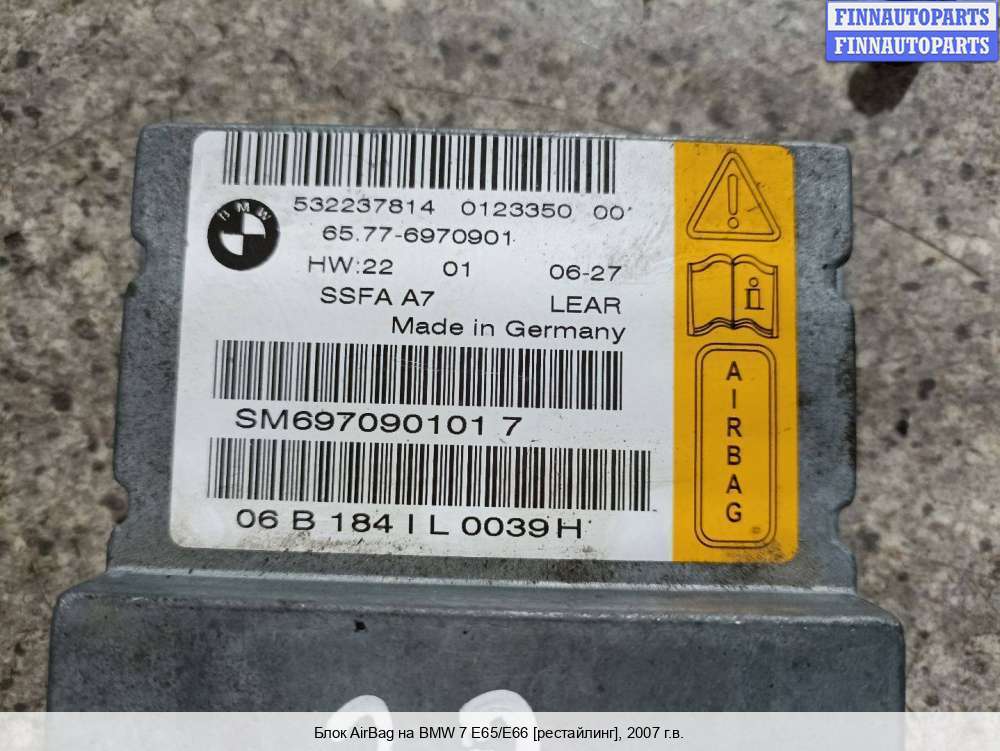 FINNAUTOPARTS
FINNAUTOPARTS
532237814 0123350 00
BMW
65.77-6970901
HW:22 01 06-27
SSFA A7 LEAR
Made in Germany
SM697090101 7
06 B 184 I L 0039 H
AIRBAG
Блок AirBag на BMW 7 E65/E66 [рестайлинг], 2007 г.в.